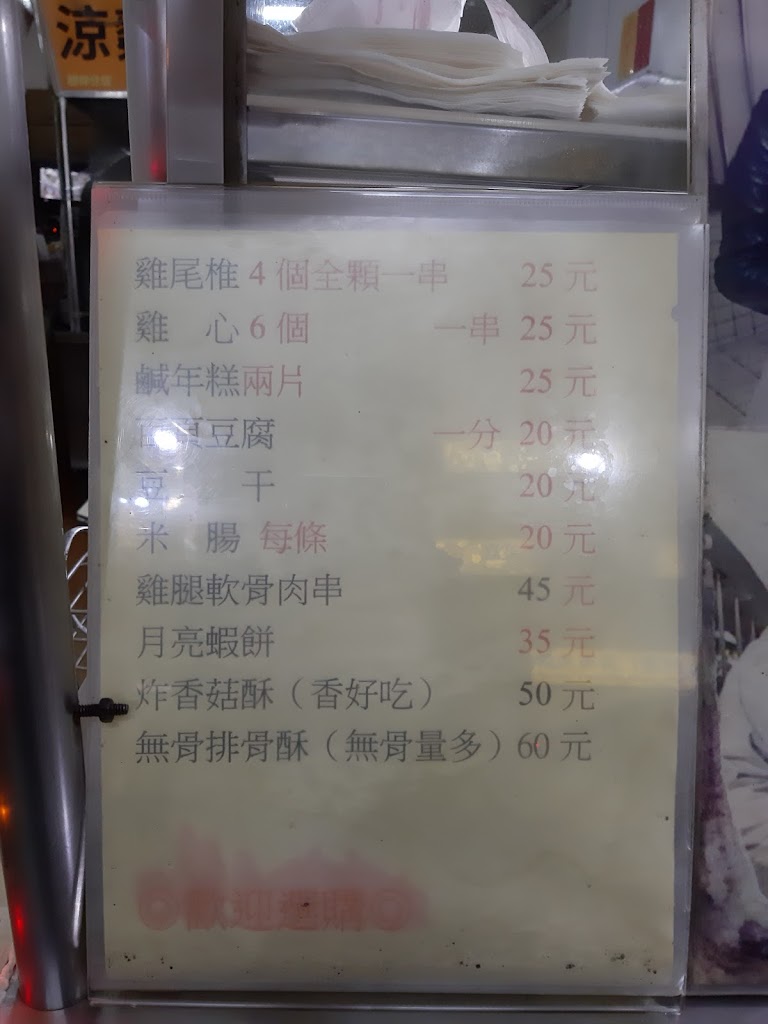 涼
雞尾椎 4 個全顆一串 25 元
雞 心 6 個 一串 25 元
鹹年糕兩片 25 元
豆腐 一分 20 元
豆 干 20 元
米 腸 每條 20 元
雞腿軟骨肉串 45 元
月亮蝦餅 35 元
炸香菇酥（香好吃） 50 元
無骨排骨酥（無骨量多）60 元
◎歡迎選購◎